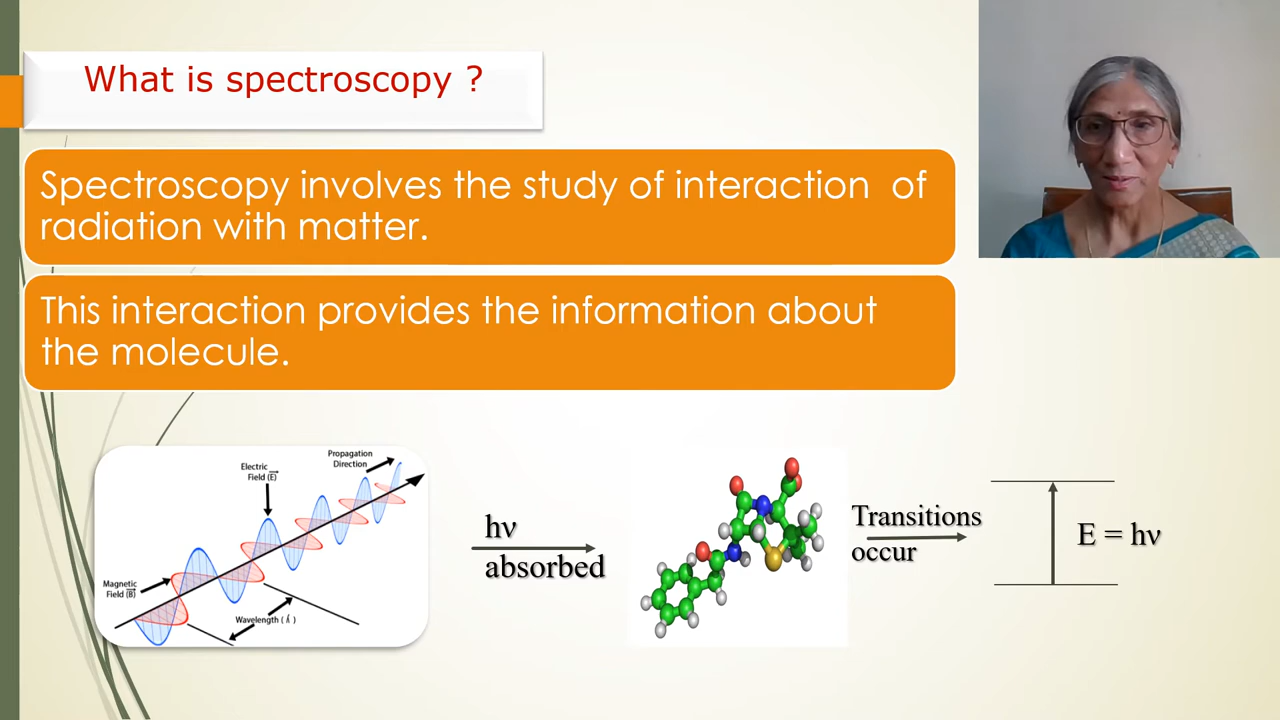 What is spectroscopy ?
Spectroscopy involves the study of interaction of
radiation with matter.
This interaction provides the information about
the molecule.
Propagation
Direction
Electric
Field (E)
Magnetic
Field (B)
Wavelength ( λ )
hν
absorbed
Transitions
occur
E = hν